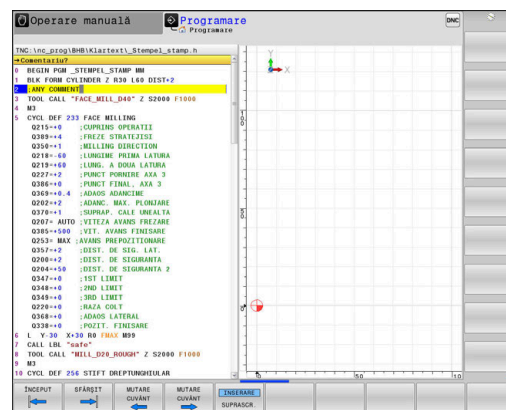 Operare manuală
Programare
Programare
DNC
TNC:\nc_prog\BHB\Klartext\_Stempel_stamp.h
→Comentariu?
0 BEGIN PGM _STEMPEL_STAMP MM
1 BLK FORM CYLINDER Z R30 L60 DIST+2
2 ;ANY COMMENT
3 TOOL CALL "FACE_MILL_D40" Z S2000 F1000
4 M3
5 CYCL DEF 233 FACE MILLING
Q215=+0 ;CUPRINS OPERATII
Q389=+4 ;FREZE STRATEJISI
Q350=+1 ;MILLING DIRECTION
Q218=-60 ;LUNGIME PRIMA LATURA
Q219=+60 ;LUNG. A DOUA LATURA
Q227=+2 ;PUNCT PORNIRE AXA 3
Q386=+0 ;PUNCT FINAL, AXA 3
Q369=+0.4 ;ADAOS ADANCIME
Q202=+2 ;ADANC. MAX. PLONJARE
Q370=+1 ;SUPRAP. CALE UNEALTA
Q207= AUTO ;VITEZA AVANS FREZARE
Q385=+500 ;VIT. AVANS FINISARE
Q253= MAX ;AVANS PREPOZITIONARE
Q357=+2 ;DIST. DE SIG. LAT.
Q200=+2 ;DIST. DE SIGURANTA
Q204=+50 ;DIST. DE SIGURANTA 2
Q347=+0 ;1ST LIMIT
Q348=+0 ;2ND LIMIT
Q349=+0 ;3RD LIMIT
Q220=+0 ;RAZA COLT
Q368=+0 ;ADAOS LATERAL
Q338=+0 ;POZIT. FINISARE
6 L Y-30 X+30 R0 FMAX M99
7 CALL LBL "safe"
8 TOOL CALL "MILL_D20_ROUGH" Z S2000 F1000
9 M3
10 CYCL DEF 256 STIFT DREPTUNGHIULAR
Y
X
100
50
0
0
50
10
ÎNCEPUT
SFÂRŞIT
MUTARE CUVÂNT
MUTARE CUVÂNT
INSERARE
SUPRASCR.